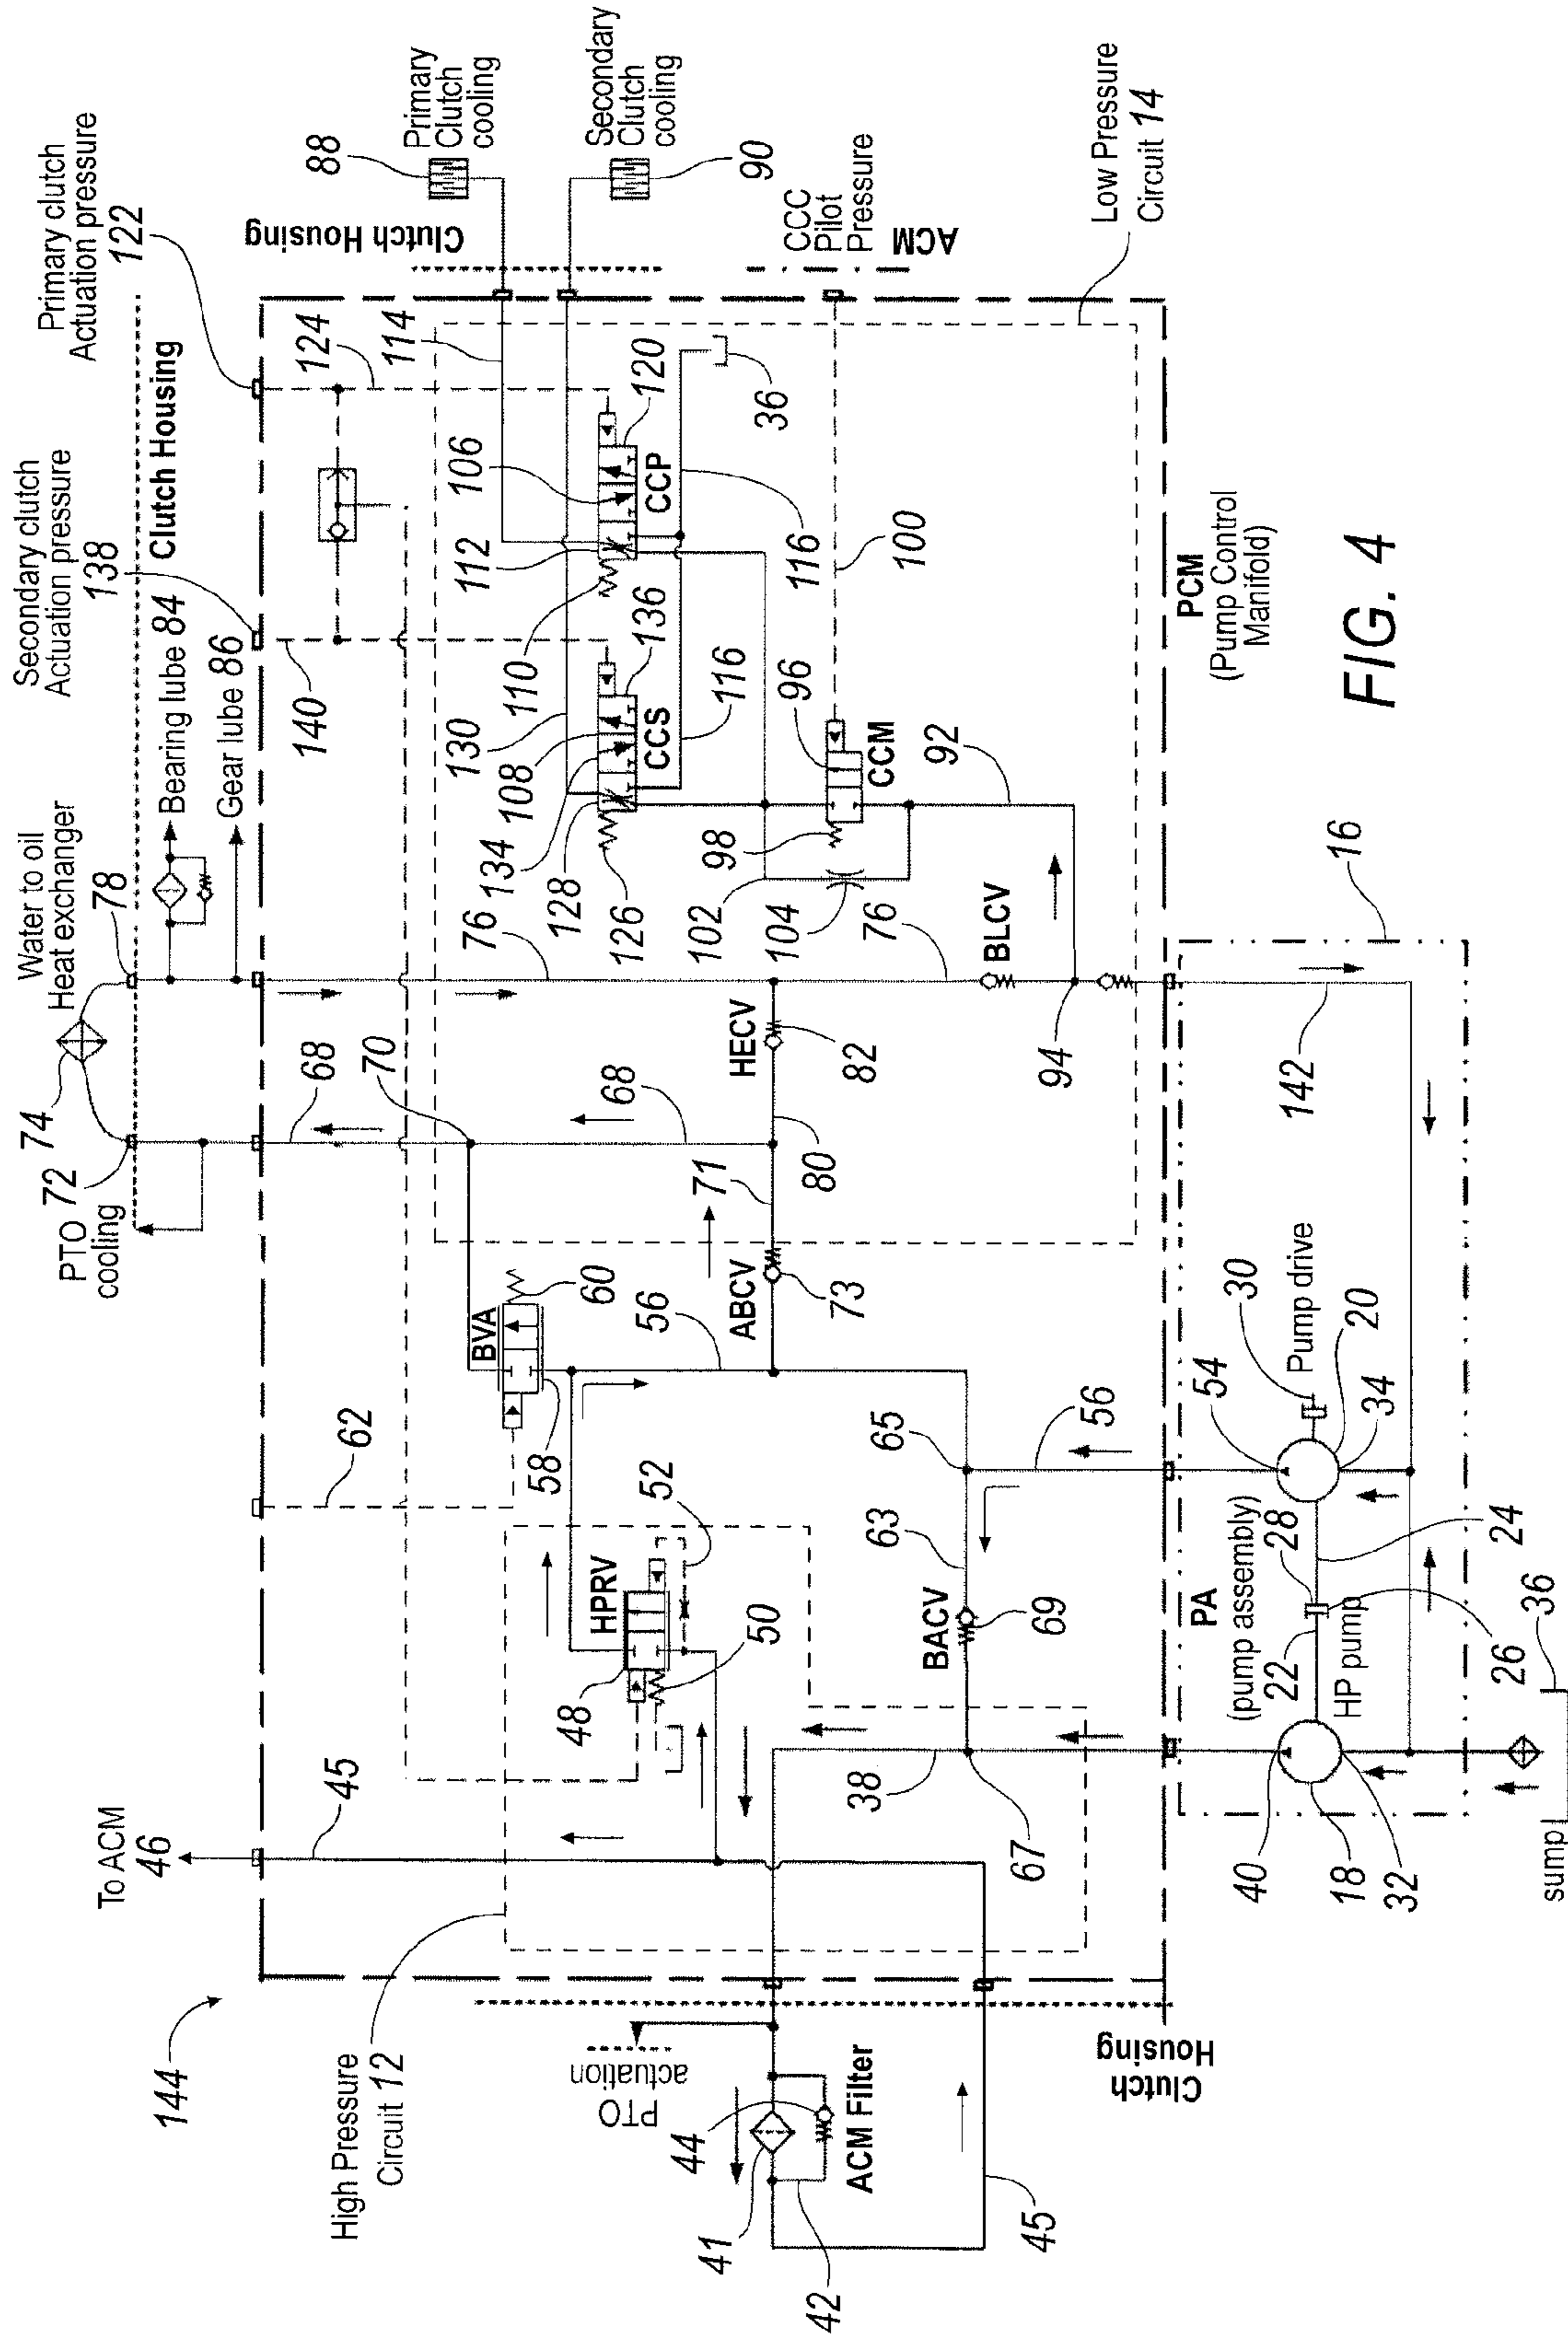 144
High Pressure
Circuit 12
To ACM
46
45
PTO
cooling
72
74
68
Water to oil
Heat exchanger
78
Bearing lube 84
Gear lube 86
Clutch Housing
Secondary clutch
Actuation pressure
138
Primary clutch
Actuation pressure
122
140
124
114
Clutch Housing
88
Primary
Clutch
cooling
Secondary
Clutch
cooling
90
CCC
Pilot
Pressure
ACM
Low Pressure
Circuit 14
62
70
BVA
58
60
56
HPRV
48
52
50
76
68
130
108
134
128
126
136
CCS
110
112
106
120
CCP
116
116
36
100
96
CCM
98
102
104
92
76
BLCV
94
HECV
82
80
71
ABCV
73
65
63
BACV
69
56
38
67
PTO
actuation
41
44
42
ACM Filter
45
Clutch
Housing
PCM
(Pump Control
Manifold)
16
142
PA
(pump assembly)
22
28
HP pump
26
24
54
30
Pump drive
20
34
40
18
32
36
sump
FIG. 4